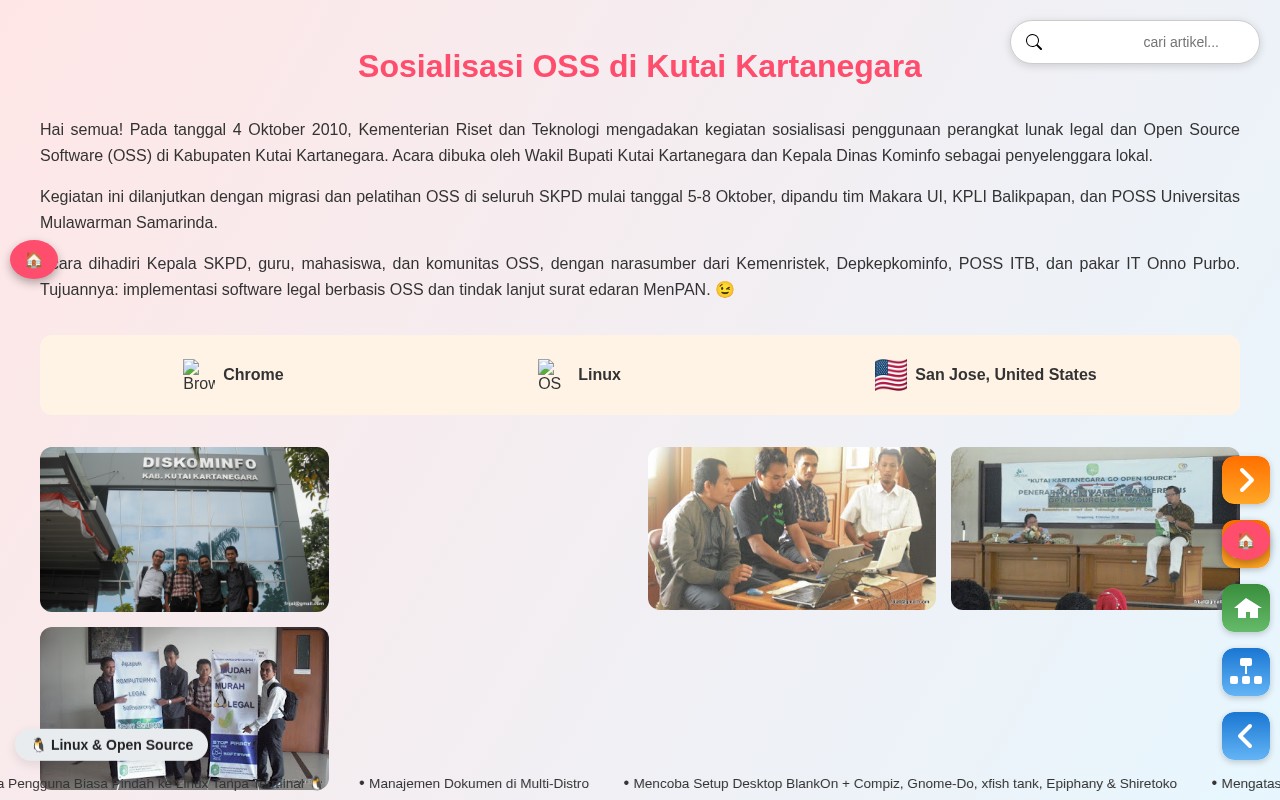 cari artikel...
Sosialisasi OSS di Kutai Kartanegara
Hai semua! Pada tanggal 4 Oktober 2010, Kementerian Riset dan Teknologi mengadakan kegiatan sosialisasi penggunaan perangkat lunak legal dan Open Source
Software (OSS) di Kabupaten Kutai Kartanegara. Acara dibuka oleh Wakil Bupati Kutai Kartanegara dan Kepala Dinas Kominfo sebagai penyelenggara lokal.
Kegiatan ini dilanjutkan dengan migrasi dan pelatihan OSS di seluruh SKPD mulai tanggal 5-8 Oktober, dipandu tim Makara UI, KPLI Balikpapan, dan POSS Universitas
Mulawarman Samarinda.
cara dihadiri Kepala SKPD, guru, mahasiswa, dan komunitas OSS, dengan narasumber dari Kemenristek, Depkepkominfo, POSS ITB, dan pakar IT Onno Purbo.
Tujuannya: implementasi software legal berbasis OSS dan tindak lanjut surat edaran MenPAN. 😉
Brow Chrome
OS Linux
San Jose, United States
DISKOMINFO
KAB. KUTAI KARTANEGARA
"KUTAI KARTANEGARA GO OPEN SOURCE"
MUDAH
MURAH
LEGAL
STOP PIRACY
🐧 Linux & Open Source
a Pengguna Biasa Pindah ke Linux Tanpa Terminal 🐧
• Manajemen Dokumen di Multi-Distro
• Mencoba Setup Desktop BlankOn + Compiz, Gnome-Do, xfish tank, Epiphany & Shiretoko
• Mengatas